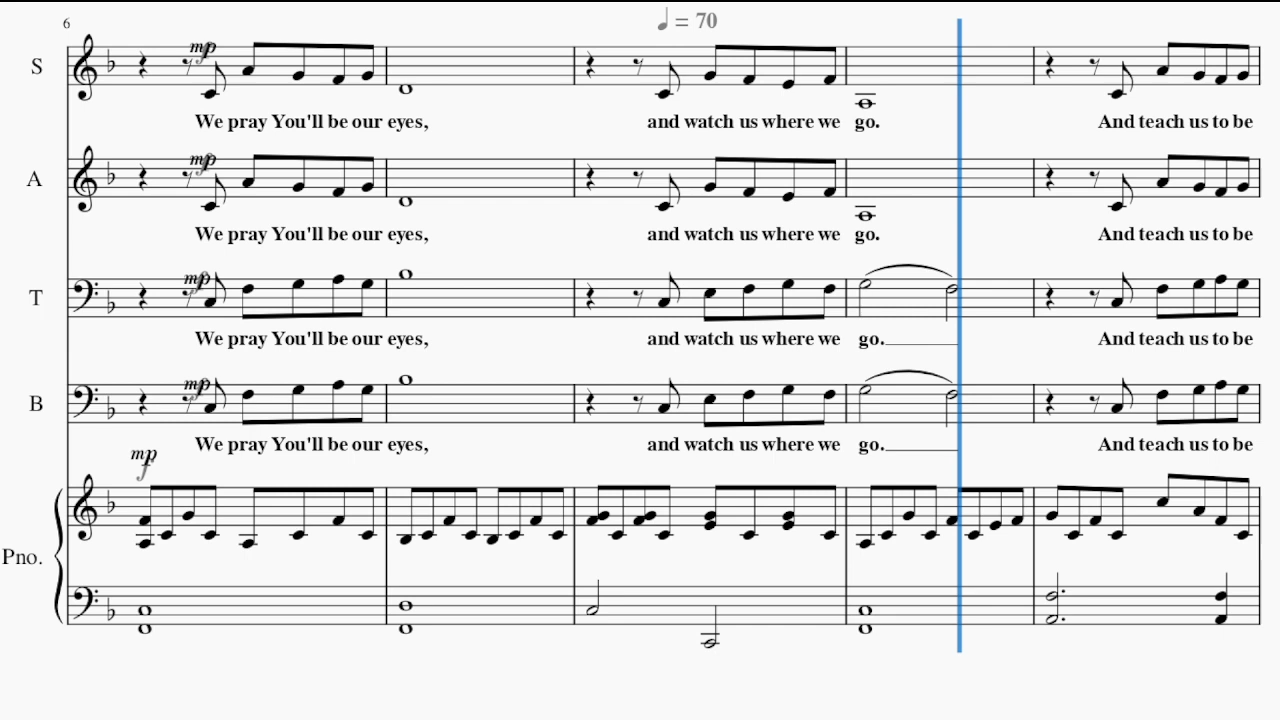 6
= 70
S
mp
f
We pray You'll be our eyes, and watch us where we go. And teach us to be
A
mp
f
We pray You'll be our eyes, and watch us where we go. And teach us to be
T
mp
f
We pray You'll be our eyes, and watch us where we go. And teach us to be
B
mp
f
We pray You'll be our eyes, and watch us where we go. And teach us to be
mp
f
Pno.